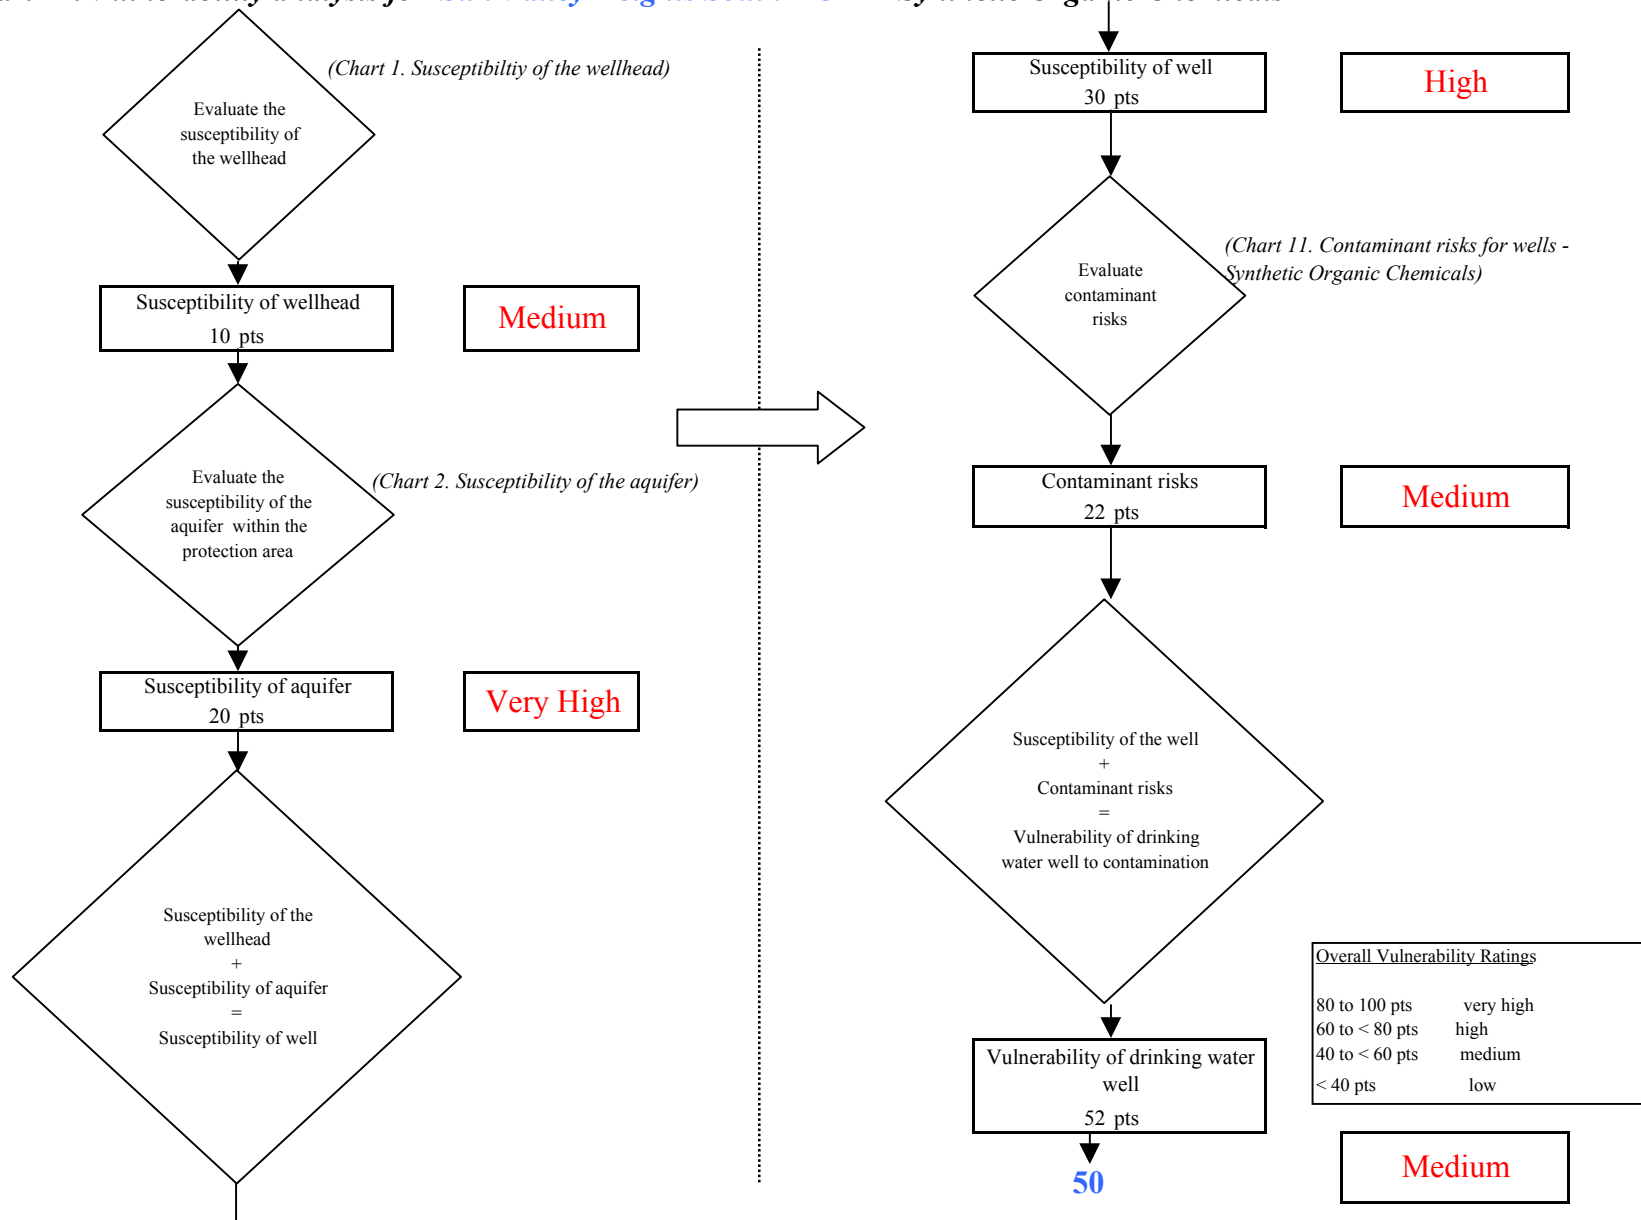 (Chart 1. Susceptibiltiy of the wellhead)
Evaluate the
susceptibility of
the wellhead
Susceptibility of wellhead
10 pts
Medium
Evaluate the
susceptibility of the
aquifer within the
protection area
(Chart 2. Susceptibility of the aquifer)
Susceptibility of aquifer
20 pts
Very High
Susceptibility of the
wellhead
+
Susceptibility of aquifer
=
Susceptibility of well
Susceptibility of well
30 pts
High
Evaluate
contaminant
risks
(Chart 11. Contaminant risks for wells -
Synthetic Organic Chemicals)
Contaminant risks
22 pts
Medium
Susceptibility of the well
+
Contaminant risks
=
Vulnerability of drinking
water well to contamination
Overall Vulnerability Ratings
80 to 100 pts very high
60 to < 80 pts high
40 to < 60 pts medium
< 40 pts low
Vulnerability of drinking water
well
52 pts
50
Medium